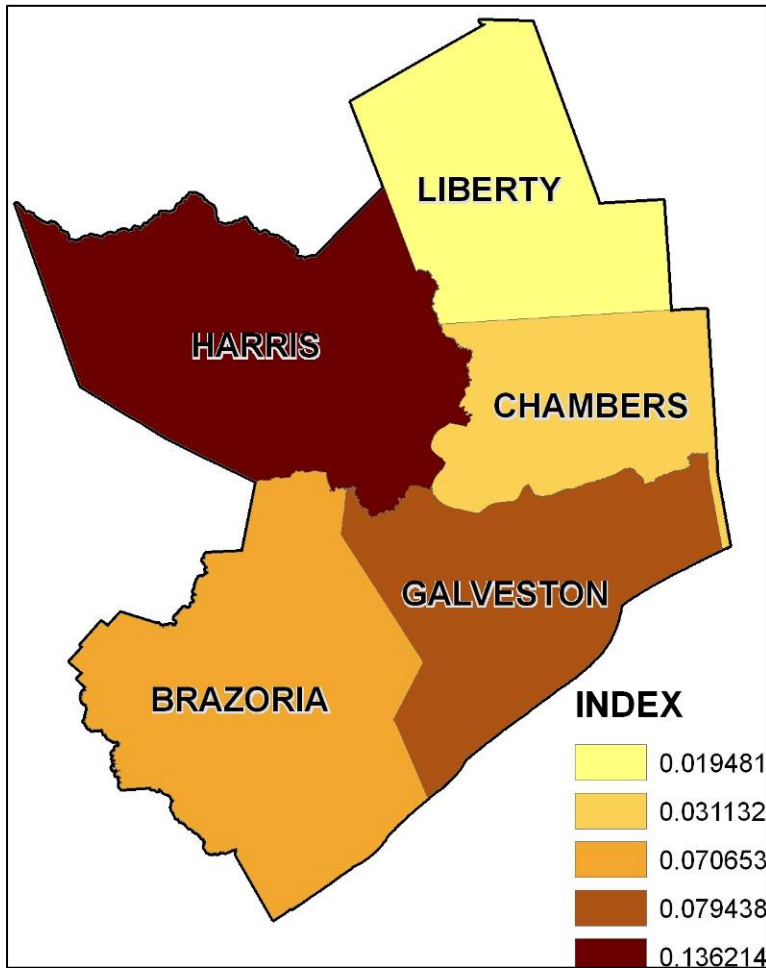 LIBERTY
HARRIS
CHAMBERS
GALVESTON
BRAZORIA
INDEX
0.019481
0.031132
0.070653
0.079438
0.136214